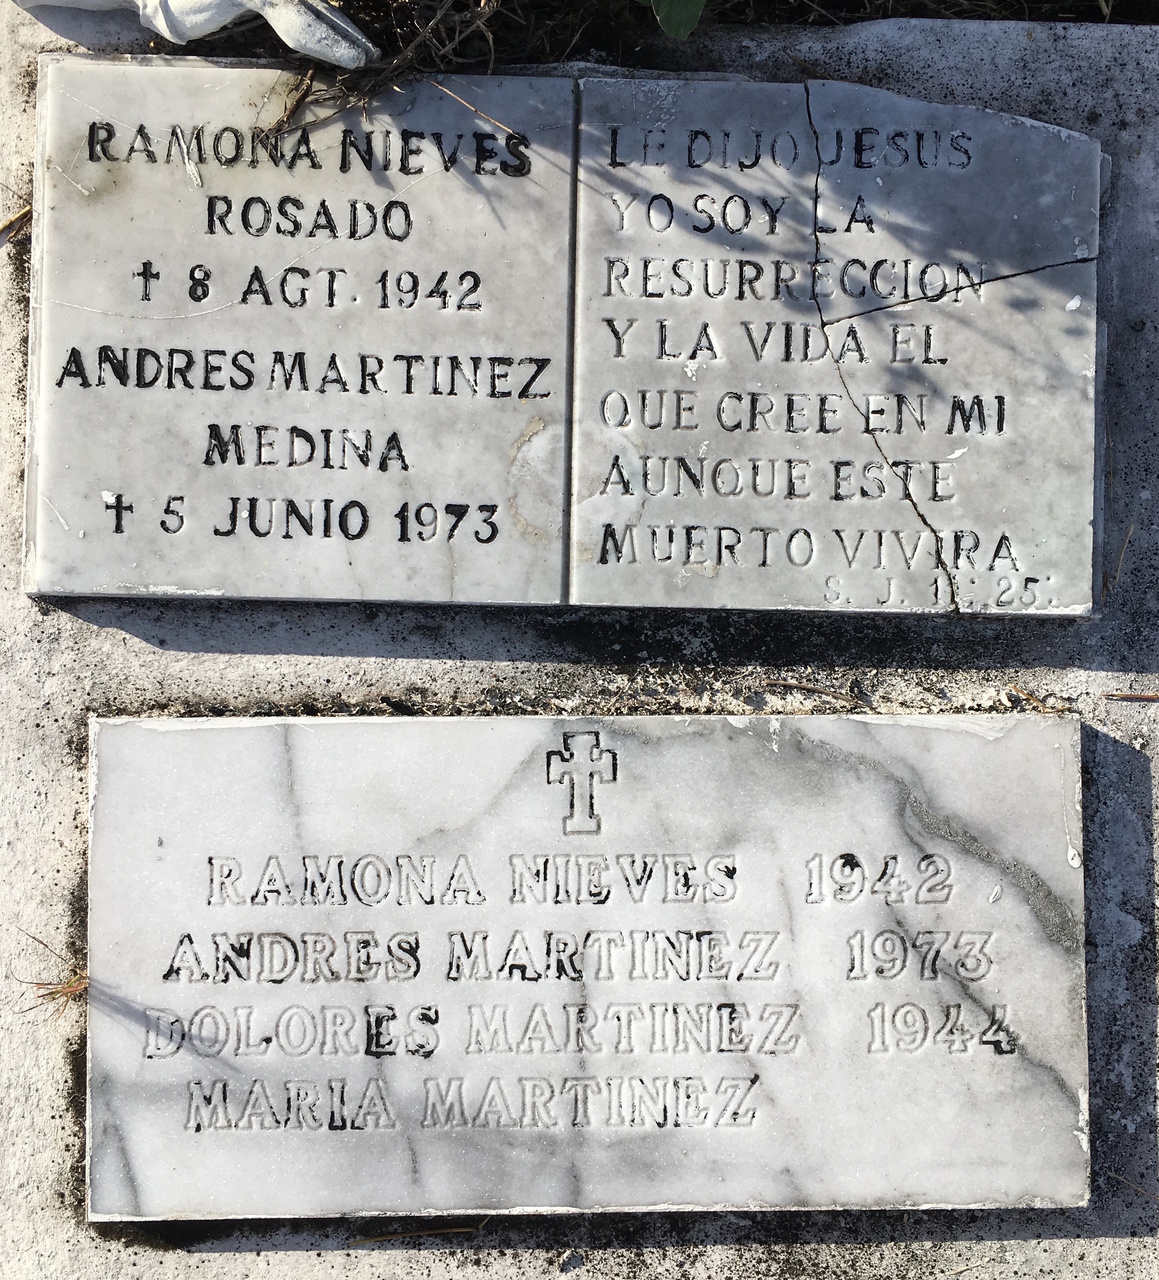 RAMONA NIEVES
ROSADO
✝ 8 AGT. 1942
ANDRES MARTINEZ
MEDINA
✝ 5 JUNIO 1973
LE DIJO JESUS
YO SOY LA
RESURRECCION
Y LA VIDA EL
QUE CREE EN MI
AUNQUE ESTE
MUERTO VIVIRA
S. J. 25
RAMONA NIEVES 1942
ANDRES MARTINEZ 1973
DOLORES MARTINEZ 1944
MARIA MARTINEZ